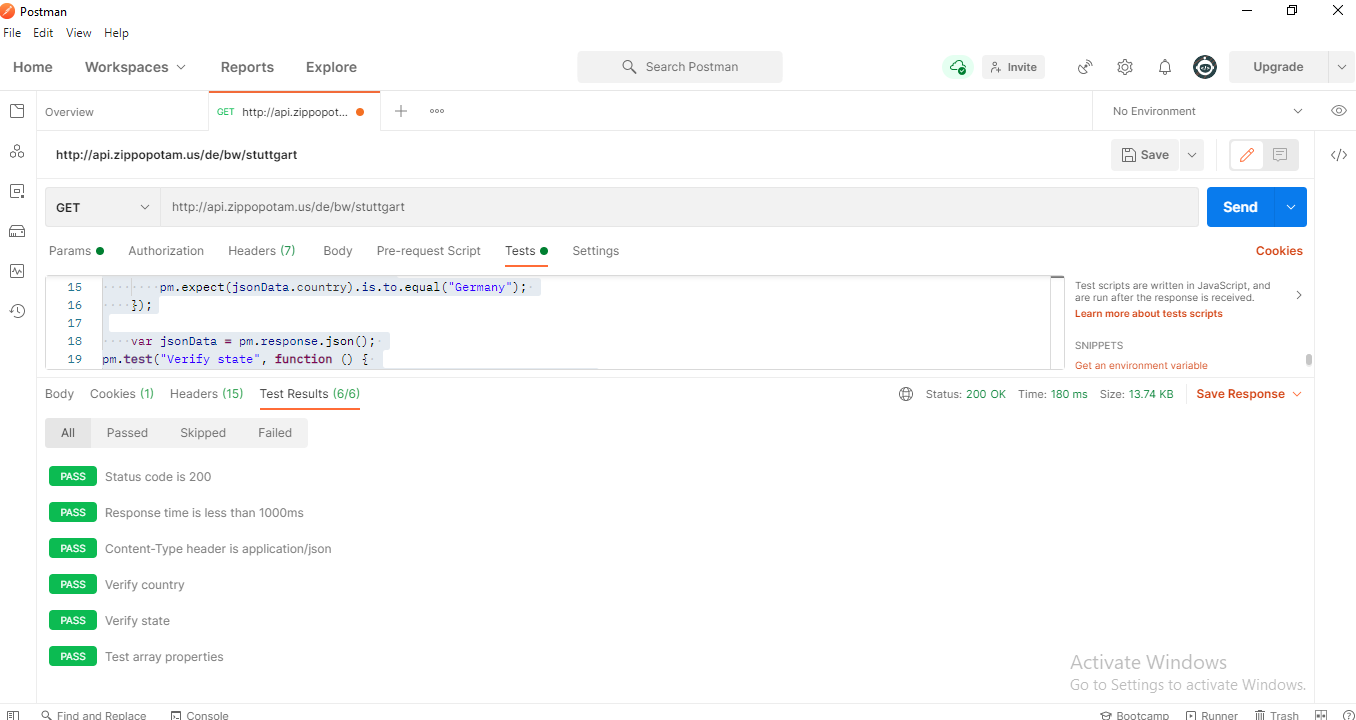 Postman
File Edit View Help
Home Workspaces Reports Explore Search Postman Invite Upgrade
Overview GET http://api.zippopot... No Environment
http://api.zippopotam.us/de/bw/stuttgart Save
GET http://api.zippopotam.us/de/bw/stuttgart Send
Params Authorization Headers (7) Body Pre-request Script Tests Settings Cookies
15 pm.expect(jsonData.country).is.to.equal("Germany");
16 });
17
18 var jsonData = pm.response.json();
19 pm.test("Verify state", function () {
Test scripts are written in JavaScript, and
are run after the response is received.
Learn more about tests scripts
SNIPPETS
Get an environment variable
Body Cookies (1) Headers (15) Test Results (6/6) Status: 200 OK Time: 180 ms Size: 13.74 KB Save Response
All Passed Skipped Failed
PASS Status code is 200
PASS Response time is less than 1000ms
PASS Content-Type header is application/json
PASS Verify country
PASS Verify state
PASS Test array properties
Activate Windows
Go to Settings to activate Windows.
Find and Replace Console Bootcamp Runner Trash